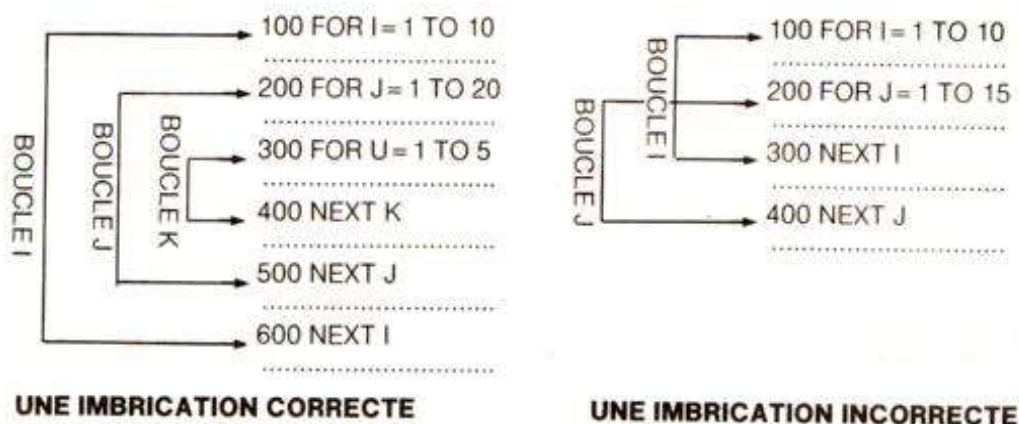 100 FOR I = 1 TO 10
200 FOR J = 1 TO 20
300 FOR U = 1 TO 5
400 NEXT K
500 NEXT J
600 NEXT I
BOUCLE I
BOUCLE J
BOUCLE K
UNE IMBRICATION CORRECTE
100 FOR I = 1 TO 10
200 FOR J = 1 TO 15
300 NEXT I
400 NEXT J
BOUCLE J
BOUCLE I
UNE IMBRICATION INCORRECTE